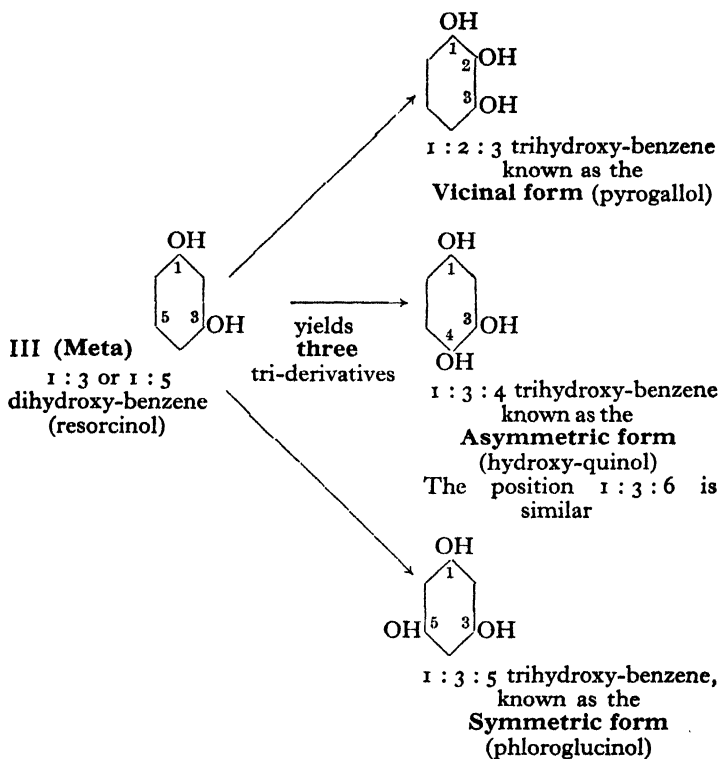 OH
1
2 OH
3 OH
1 : 2 : 3 trihydroxy-benzene
known as the
Vicinal form (pyrogallol)
OH
1
5 3 OH
III (Meta)
1 : 3 or 1 : 5
dihydroxy-benzene
(resorcinol)
yields
three
tri-derivatives
OH
1
3 OH
4
OH
1 : 3 : 4 trihydroxy-benzene
known as the
Asymmetric form
(hydroxy-quinol)
The position 1 : 3 : 6 is
similar
OH
1
OH 5 3 OH
1 : 3 : 5 trihydroxy-benzene,
known as the
Symmetric form
(phloroglucinol)